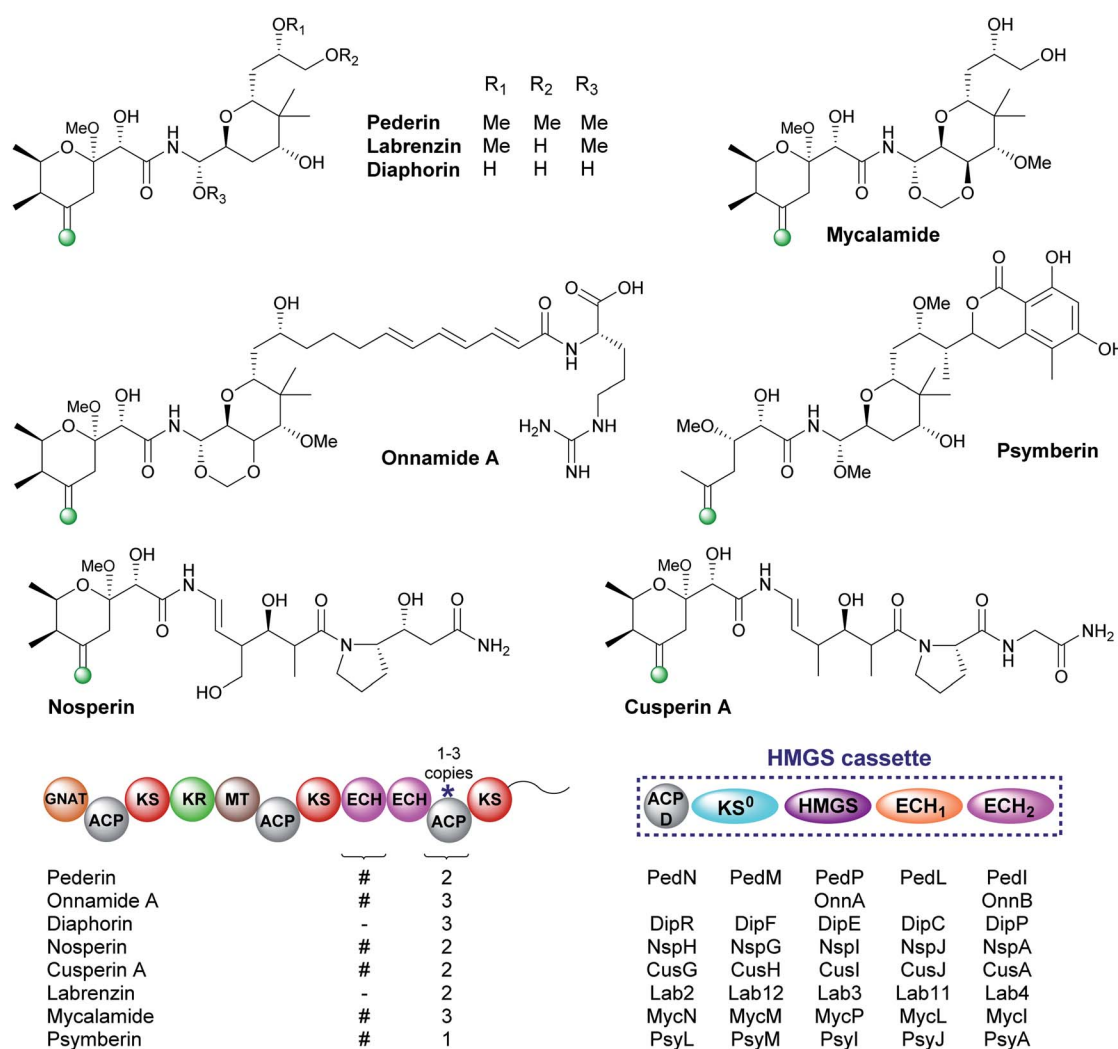 OR1
OR2
OH
O
MeO
O
H
N
O
OR3
O
OH
R1 R2 R3
Pederin Me Me Me
Labrenzin Me H Me
Diaphorin H H H
OH
OH
OH
O
MeO
O
H
N
O
O
O
OMe
Mycalamide
OH
O
O
OH
N
H
OH
O
MeO
O
H
N
O
O
O
OMe
H2N
NH
NH
Onnamide A
O
OH
O
OMe
OH
O
OH
MeO
H
N
O
OMe
OH
Psymberin
OH
O
MeO
O
H
N
OH
O
N
OH
O
NH2
HO
Nosperin
OH
O
MeO
O
H
N
OH
O
N
O
N
H
O
NH2
Cusperin A
1-3
copies
*
GNAT ACP KS KR MT ACP KS ECH ECH ACP KS
HMGS cassette
ACP D KS0 HMGS ECH1 ECH2
Pederin # 2 PedN PedM PedP PedL PedI
Onnamide A # 3 OnnA OnnB
Diaphorin - 3 DipR DipF DipE DipC DipP
Nosperin # 2 NspH NspG NspI NspJ NspA
Cusperin A # 2 CusG CusH CusI CusJ CusA
Labrenzin - 2 Lab2 Lab12 Lab3 Lab11 Lab4
Mycalamide # 3 MycN MycM MycP MycL MycI
Psymberin # 1 PsyL PsyM PsyI PsyJ PsyA